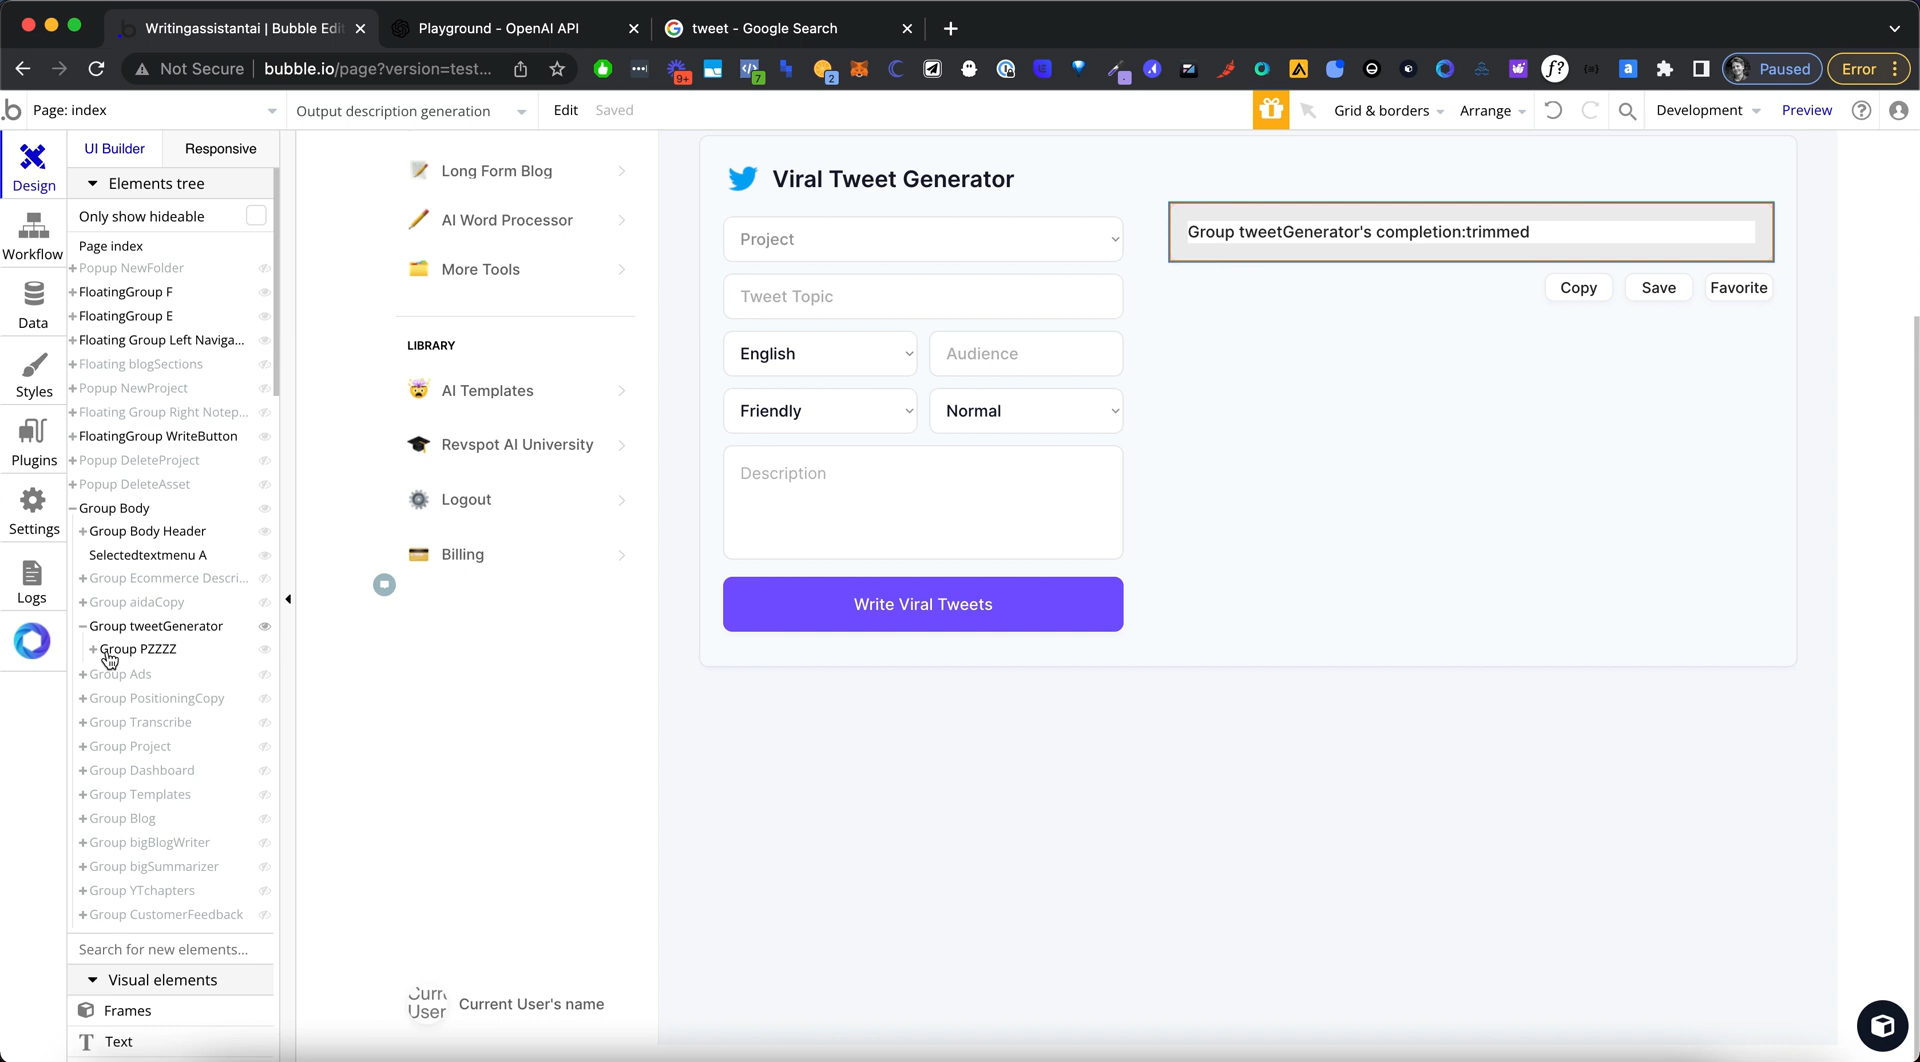 Writingassistantai | Bubble Edit
Playground - OpenAI API
tweet - Google Search
Not Secure
bubble.io/page?version=test...
9+
7
2
Paused
Error
Page: index
Output description generation
Edit
Saved
Grid & borders
Arrange
Development
Preview
UI Builder
Responsive
Design
Workflow
Data
Styles
Plugins
Settings
Logs
Elements tree
Only show hideable
Page index
Popup NewFolder
FloatingGroup F
FloatingGroup E
Floating Group Left Naviga...
Floating blogSections
Popup NewProject
Floating Group Right Notep...
FloatingGroup WriteButton
Popup DeleteProject
Popup DeleteAsset
Group Body
Group Body Header
Selectedtextmenu A
Group Ecommerce Descri...
Group aidaCopy
Group tweetGenerator
Group PZZZZ
Group Ads
Group PositioningCopy
Group Transcribe
Group Project
Group Dashboard
Group Templates
Group Blog
Group bigBlogWriter
Group bigSummarizer
Group YTchapters
Group CustomerFeedback
Search for new elements...
Visual elements
Frames
Text
Long Form Blog
AI Word Processor
More Tools
LIBRARY
AI Templates
Revspot AI University
Logout
Billing
Current User's name
Viral Tweet Generator
Project
Tweet Topic
English
Audience
Friendly
Normal
Description
Write Viral Tweets
Group tweetGenerator's completion:trimmed
Copy
Save
Favorite